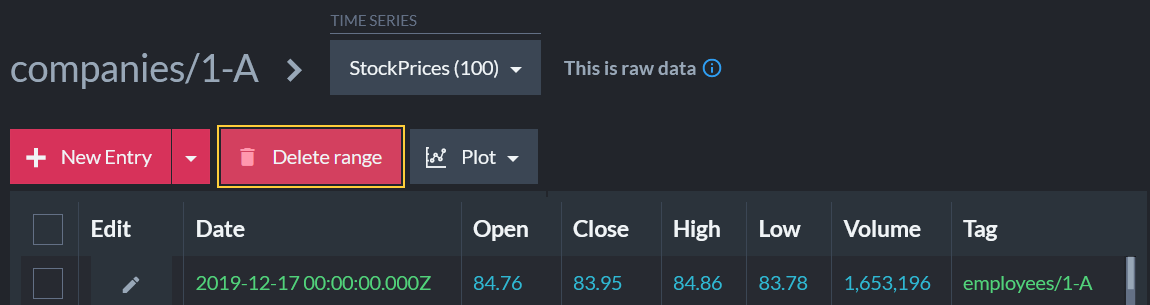 TIME SERIES
companies/1-A
StockPrices (100)
This is raw data
New Entry
Delete range
Plot
Edit Date Open Close High Low Volume Tag
2019-12-17 00:00:00.000Z 84.76 83.95 84.86 83.78 1,653,196 employees/1-A